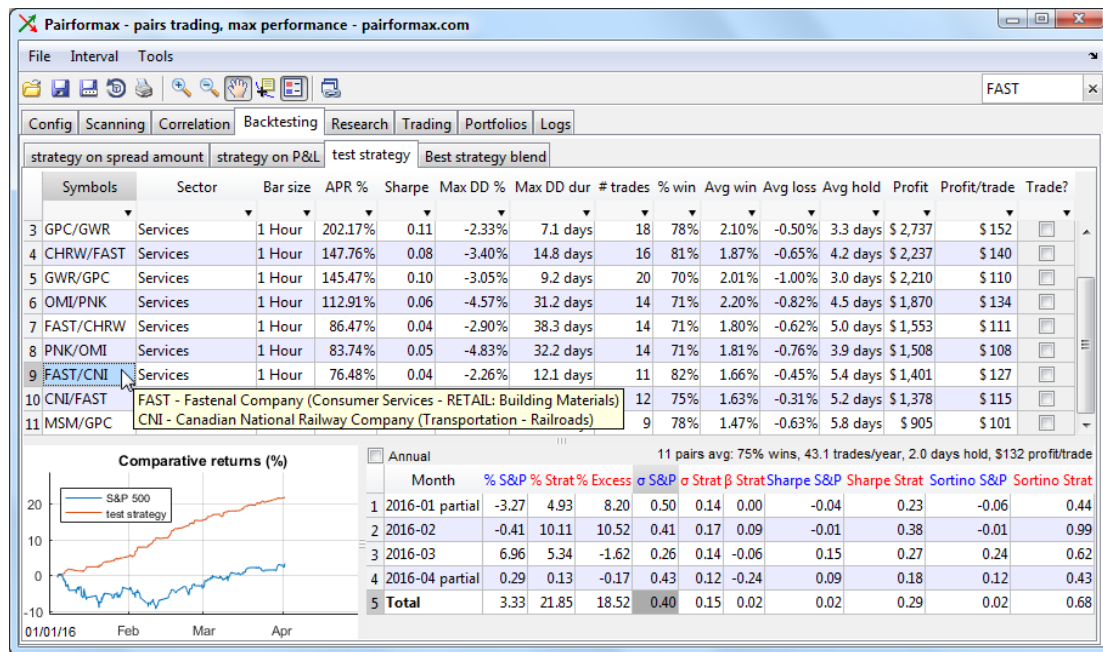 Pairformax - pairs trading, max performance - pairformax.com
File Interval Tools
FAST
Config Scanning Correlation Backtesting Research Trading Portfolios Logs
strategy on spread amount strategy on P&L test strategy Best strategy blend
Symbols Sector Bar size APR % Sharpe Max DD % Max DD dur # trades % win Avg win Avg loss Avg hold Profit Profit/trade Trade?
3 GPC/GWR Services 1 Hour 202.17% 0.11 -2.33% 7.1 days 18 78% 2.10% -0.50% 3.3 days $ 2,737 $ 152
4 CHRW/FAST Services 1 Hour 147.76% 0.08 -3.40% 14.8 days 16 81% 1.87% -0.65% 4.2 days $ 2,237 $ 140
5 GWR/GPC Services 1 Hour 145.47% 0.10 -3.05% 9.2 days 20 70% 2.01% -1.00% 3.0 days $ 2,210 $ 110
6 OMI/PNK Services 1 Hour 112.91% 0.06 -4.57% 31.2 days 14 71% 2.20% -0.82% 4.5 days $ 1,870 $ 134
7 FAST/CHRW Services 1 Hour 86.47% 0.04 -2.90% 38.3 days 14 71% 1.80% -0.62% 5.0 days $ 1,553 $ 111
8 PNK/OMI Services 1 Hour 83.74% 0.05 -4.83% 32.2 days 14 71% 1.81% -0.76% 3.9 days $ 1,508 $ 108
9 FAST/CNI Services 1 Hour 76.48% 0.04 -2.26% 12.1 days 11 82% 1.66% -0.45% 5.4 days $ 1,401 $ 127
10 CNI/FAST 12 75% 1.63% -0.31% 5.2 days $ 1,378 $ 115
FAST - Fastenal Company (Consumer Services - RETAIL: Building Materials)
CNI - Canadian National Railway Company (Transportation - Railroads)
11 MSM/GPC 9 78% 1.47% -0.63% 5.8 days $ 905 $ 101
Comparative returns (%)
S&P 500
test strategy
20
10
0
-10
01/01/16 Feb Mar Apr
Annual 11 pairs avg: 75% wins, 43.1 trades/year, 2.0 days hold, $132 profit/trade
Month % S&P % Strat % Excess σ S&P σ Strat β Strat Sharpe S&P Sharpe Strat Sortino S&P Sortino Strat
1 2016-01 partial -3.27 4.93 8.20 0.50 0.14 0.00 -0.04 0.23 -0.06 0.44
2 2016-02 -0.41 10.11 10.52 0.41 0.17 0.09 -0.01 0.38 -0.01 0.99
3 2016-03 6.96 5.34 -1.62 0.26 0.14 -0.06 0.15 0.27 0.24 0.62
4 2016-04 partial 0.29 0.13 -0.17 0.43 0.12 -0.24 0.09 0.18 0.12 0.43
5 Total 3.33 21.85 18.52 0.40 0.15 0.02 0.02 0.29 0.02 0.68